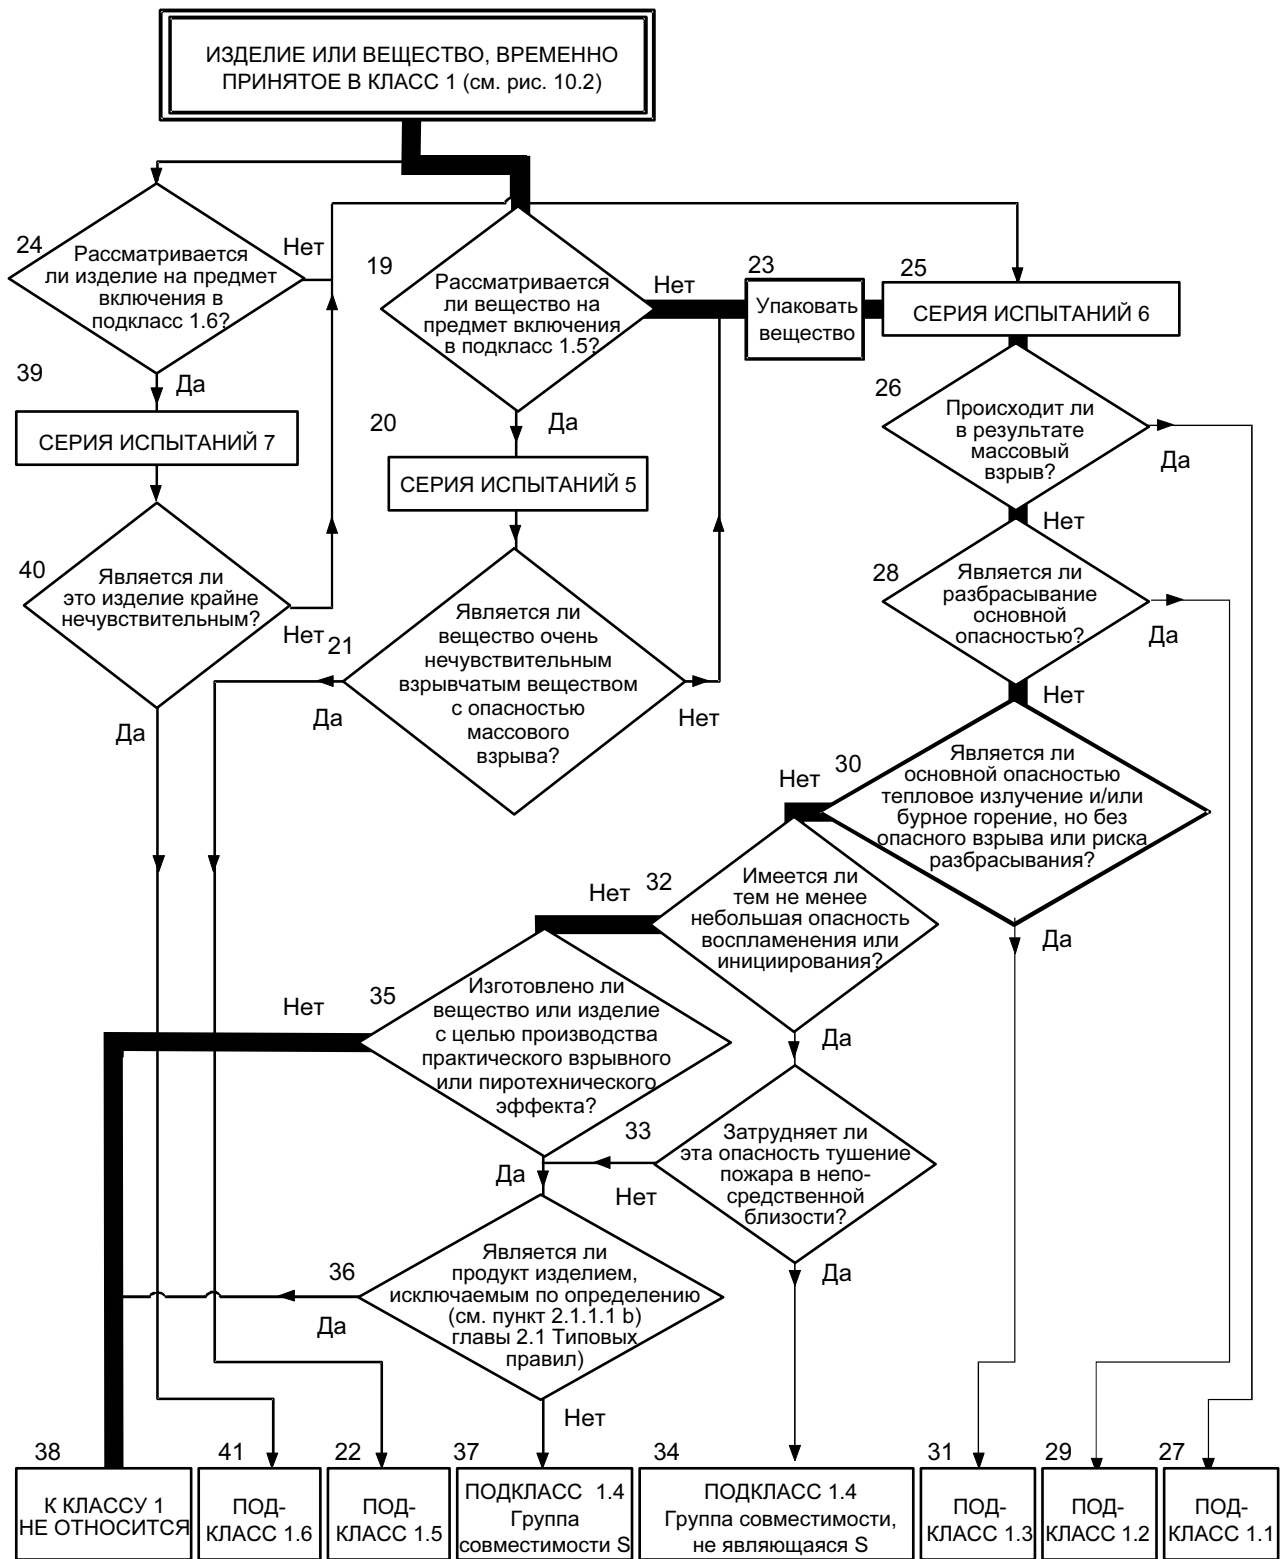 ИЗДЕЛИЕ ИЛИ ВЕЩЕСТВО, ВРЕМЕННО
ПРИНЯТОЕ В КЛАСС 1 (см. рис. 10.2)
24
Рассматривается
ли изделие на предмет
включения в
подкласс 1.6?
Нет
19
Рассматривается
ли вещество на
предмет включения
в подкласс 1.5?
Нет
23
Упаковать
вещество
25
СЕРИЯ ИСПЫТАНИЙ 6
39
Да
СЕРИЯ ИСПЫТАНИЙ 7
20
Да
СЕРИЯ ИСПЫТАНИЙ 5
26
Происходит ли
в результате
массовый
взрыв?
Да
Нет
40
Является ли
это изделие крайне
нечувствительным?
Нет
Да
21
Является ли
вещество очень
нечувствительным
взрывчатым веществом
с опасностью
массового
взрыва?
Да
Нет
28
Является ли
разбрасывание
основной
опасностью?
Да
Нет
30
Является ли
основной опасностью
тепловое излучение и/или
бурное горение, но без
опасного взрыва или риска
разбрасывания?
Нет
Да
32
Имеется ли
тем не менее
небольшая опасность
воспламенения или
инициирования?
Нет
Да
35
Изготовлено ли
вещество или изделие
с целью производства
практического взрывного
или пиротехнического
эффекта?
Нет
Да
33
Затрудняет ли
эта опасность тушение
пожара в непо-
средственной
близости?
Нет
Да
36
Является ли
продукт изделием,
исключаемым по определению
(см. пункт 2.1.1.1 b)
главы 2.1 Типовых
правил)
Да
Нет
38
К КЛАССУ 1
НЕ ОТНОСИТСЯ
41
ПОД-
КЛАСС 1.6
22
ПОД-
КЛАСС 1.5
37
ПОДКЛАСС 1.4
Группа
совместимости S
34
ПОДКЛАСС 1.4
Группа совместимости,
не являющаяся S
31
ПОД-
КЛАСС 1.3
29
ПОД-
КЛАСС 1.2
27
ПОД-
КЛАСС 1.1